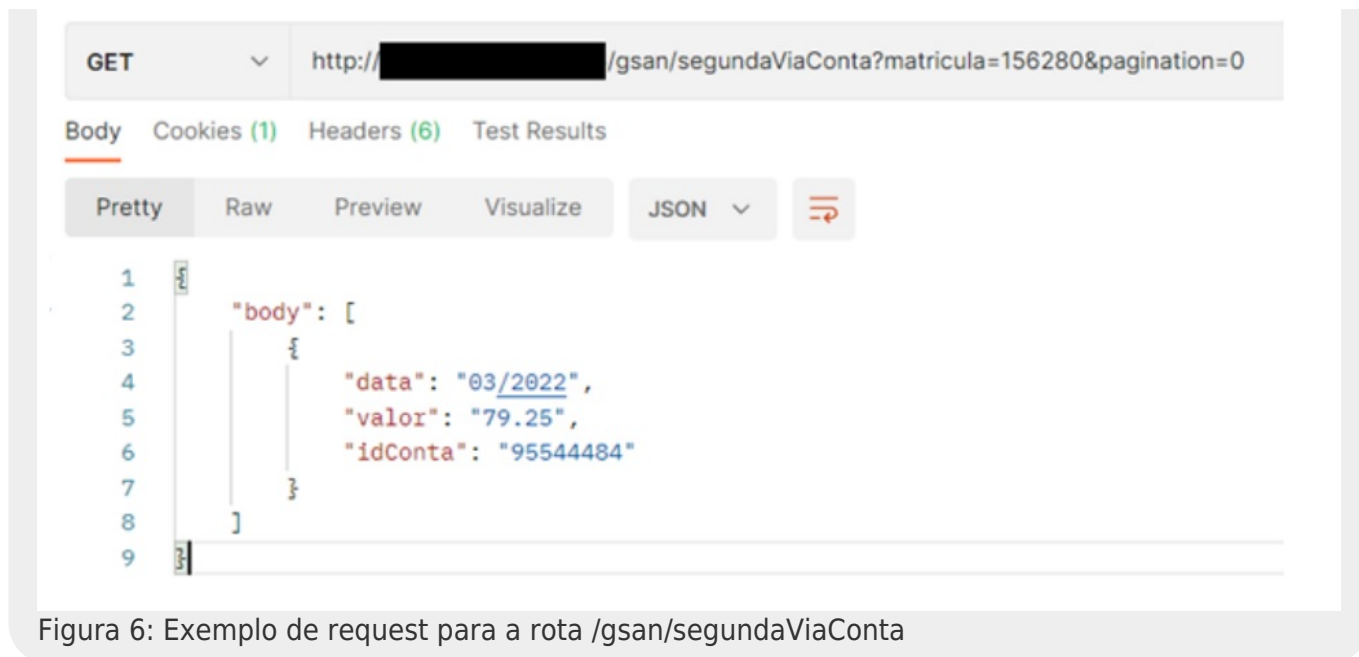 GET http:// /gsan/segundaViaConta?matricula=156280&pagination=0
Body Cookies (1) Headers (6) Test Results
Pretty Raw Preview Visualize JSON
1 {
2 "body": [
3 {
4 "data": "03/2022",
5 "valor": "79.25",
6 "idConta": "95544484"
7 }
8 ]
9 }
Figura 6: Exemplo de request para a rota /gsan/segundaViaConta